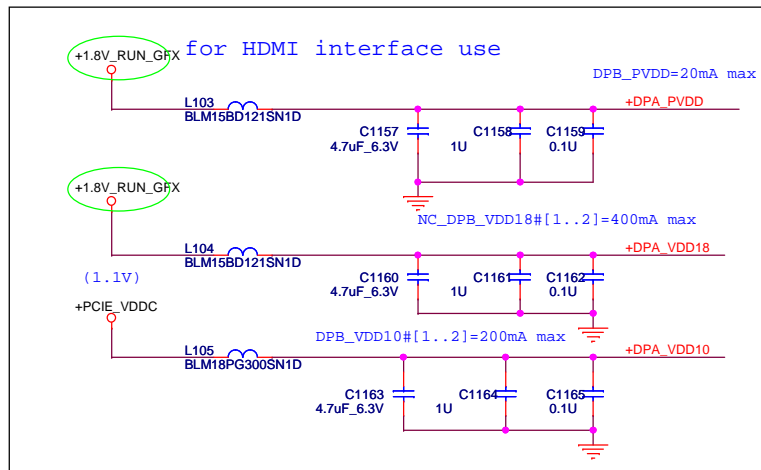 for HDMI interface use
+1.8V_RUN_GFX
DPB_PVDD=20mA max
L103
BLM15BD121SN1D
+DPA_PVDD
C1157
4.7uF_6.3V
C1158
1U
C1159
0.1U
+1.8V_RUN_GFX
NC_DPB_VDD18#[1..2]=400mA max
L104
BLM15BD121SN1D
+DPA_VDD18
C1160
4.7uF_6.3V
C1161
1U
C1162
0.1U
(1.1V)
+PCIE_VDDC
DPB_VDD10#[1..2]=200mA max
L105
BLM18PG300SN1D
+DPA_VDD10
C1163
4.7uF_6.3V
C1164
1U
C1165
0.1U